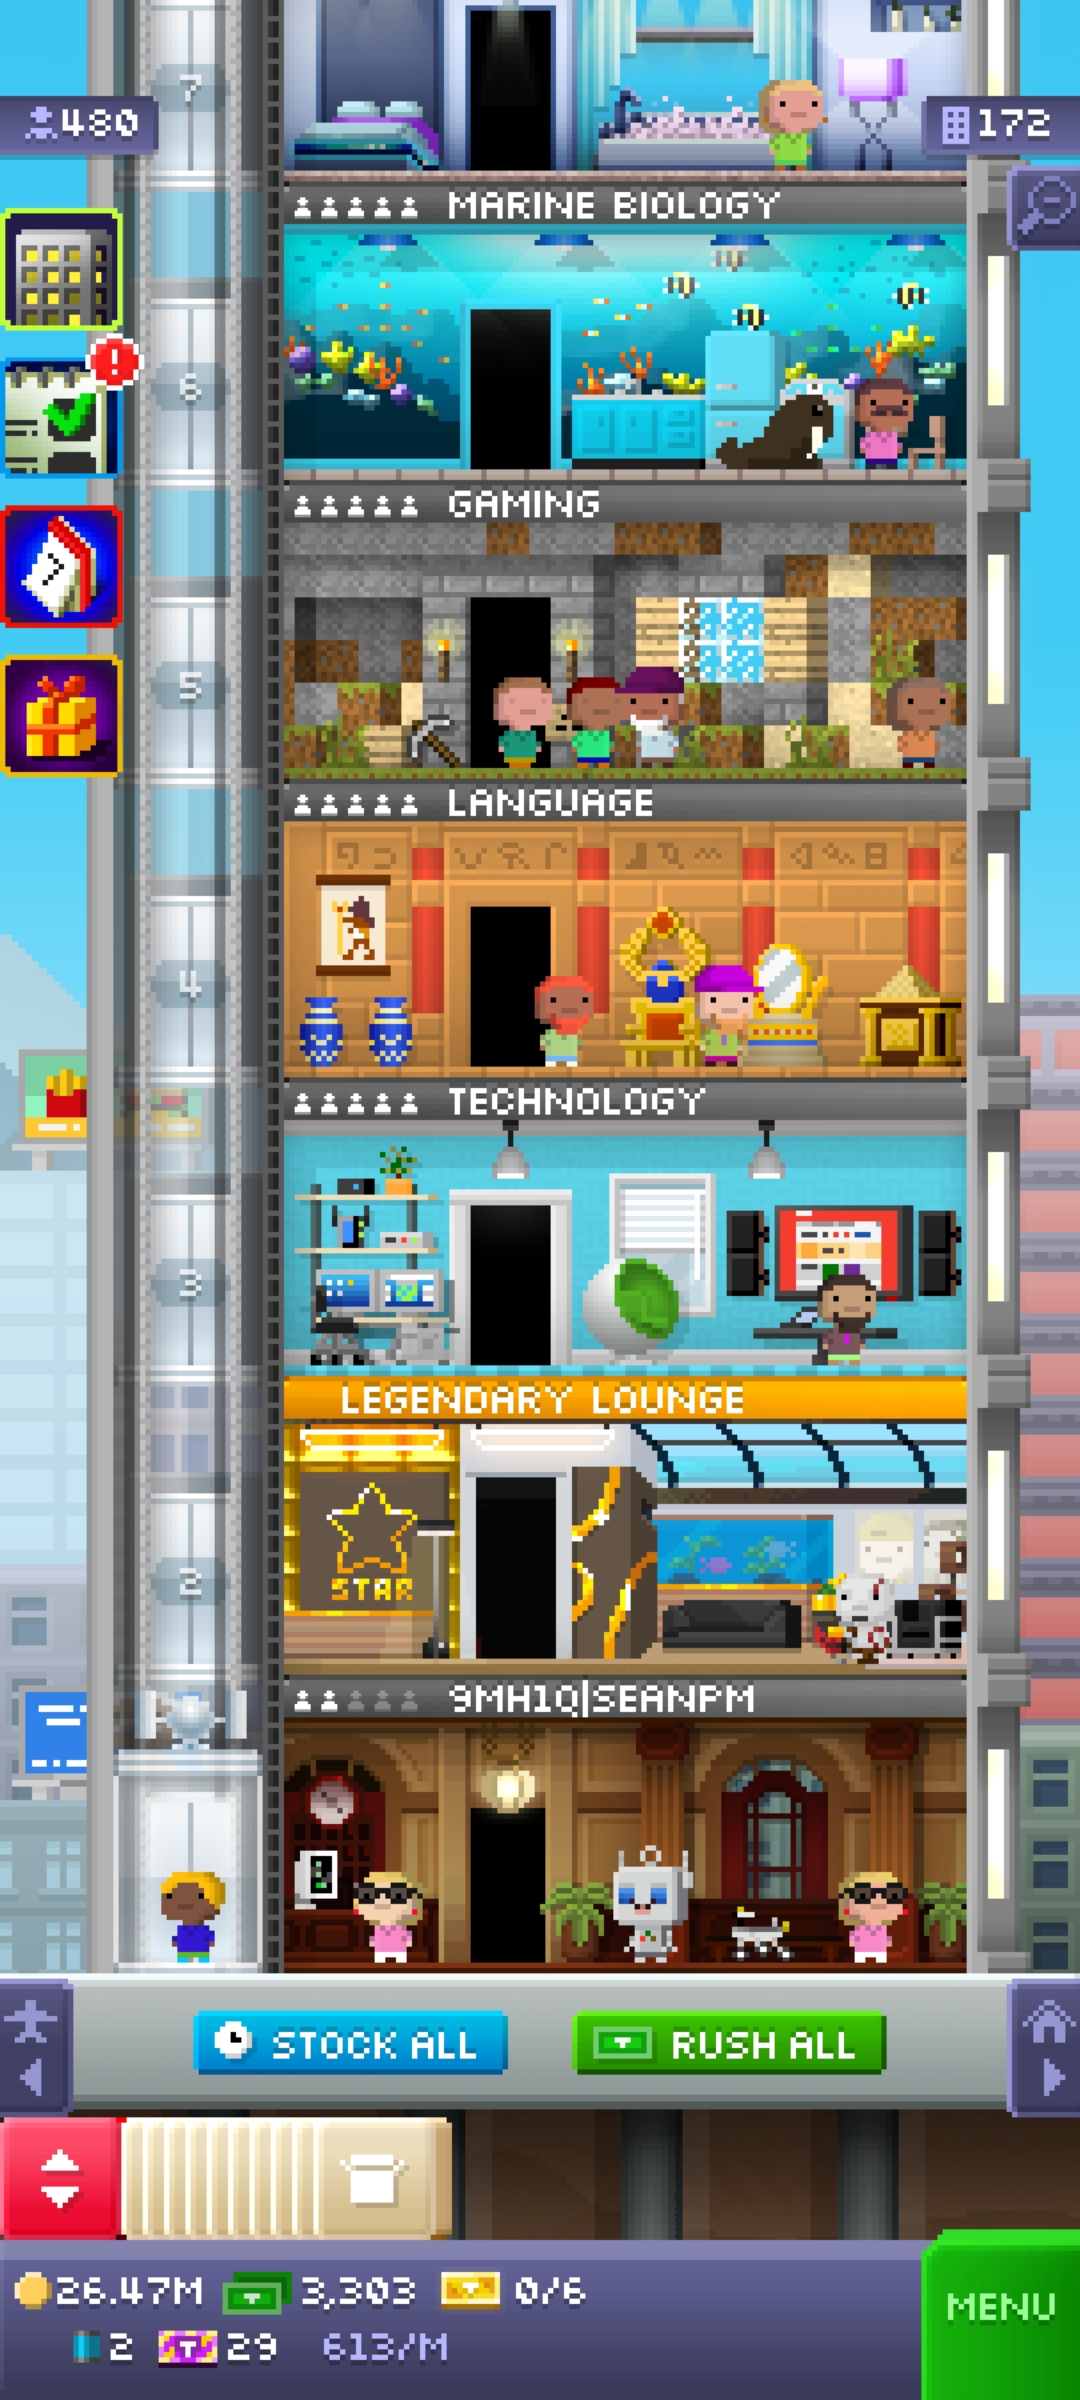 7
480
172
MARINE BIOLOGY
6
GAMING
5
LANGUAGE
4
TECHNOLOGY
3
LEGENDARY LOUNGE
STAR
2
9MH1Q|SEANPM
STOCK ALL
RUSH ALL
26.47M 3,303 0/6
2 29 613/M
MENU